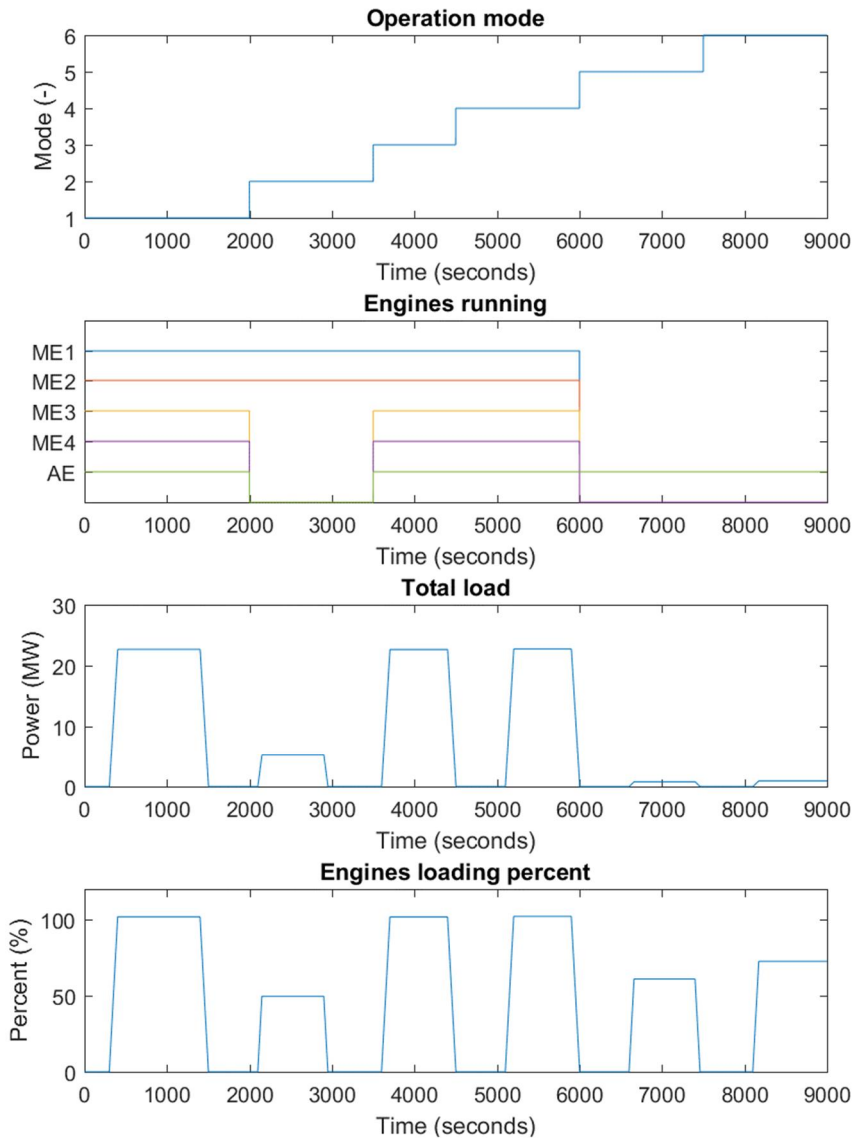 Operation mode
6
5
4
3
2
1
Mode (-)
0 1000 2000 3000 4000 5000 6000 7000 8000 9000
Time (seconds)
Engines running
ME1
ME2
ME3
ME4
AE
0 1000 2000 3000 4000 5000 6000 7000 8000 9000
Time (seconds)
Total load
30
20
10
0
Power (MW)
0 1000 2000 3000 4000 5000 6000 7000 8000 9000
Time (seconds)
Engines loading percent
100
50
0
Percent (%)
0 1000 2000 3000 4000 5000 6000 7000 8000 9000
Time (seconds)